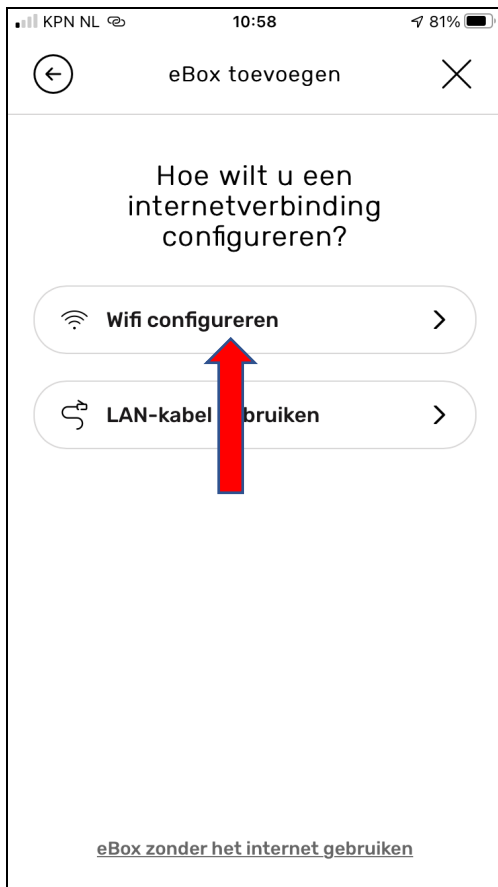 KPN NL 10:58 81%
eBox toevoegen
Hoe wilt u een
internetverbinding
configureren?
Wifi configureren
LAN-kabel bruiken
eBox zonder het internet gebruiken